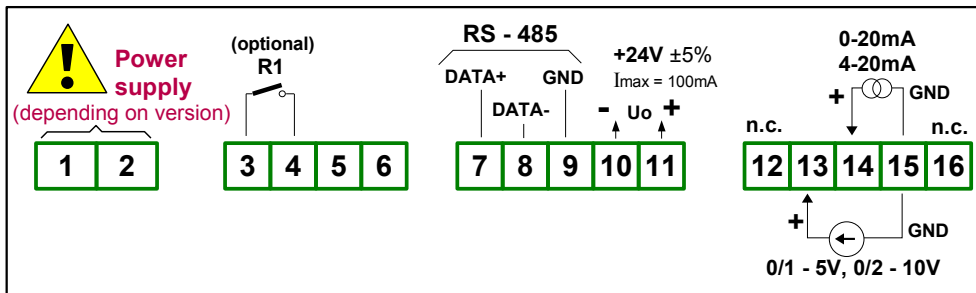 Power
supply
(depending on version)
1 2
(optional)
R1
3 4 5 6
RS - 485
DATA+ GND
DATA-
7 8 9 10 11
+24V ±5%
Imax = 100mA
- Uo +
0-20mA
4-20mA
+ GND
n.c. n.c.
12 13 14 15 16
+ GND
0/1 - 5V, 0/2 - 10V